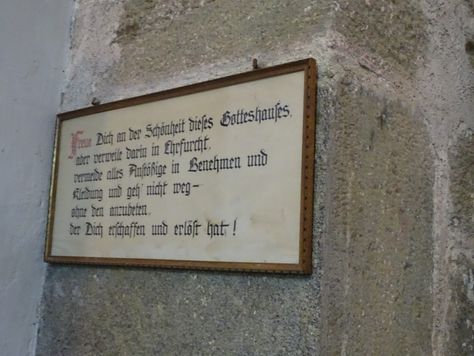 Freue Dich an der Schönheit dieses Gotteshauses.
aber verweile darin in Ehrfurcht.
vermeide alles Anstößige in Benehmen und
Kleidung und geh' nicht weg—
ohne den anzubeten.
der Dich erschaffen und erlöst hat!